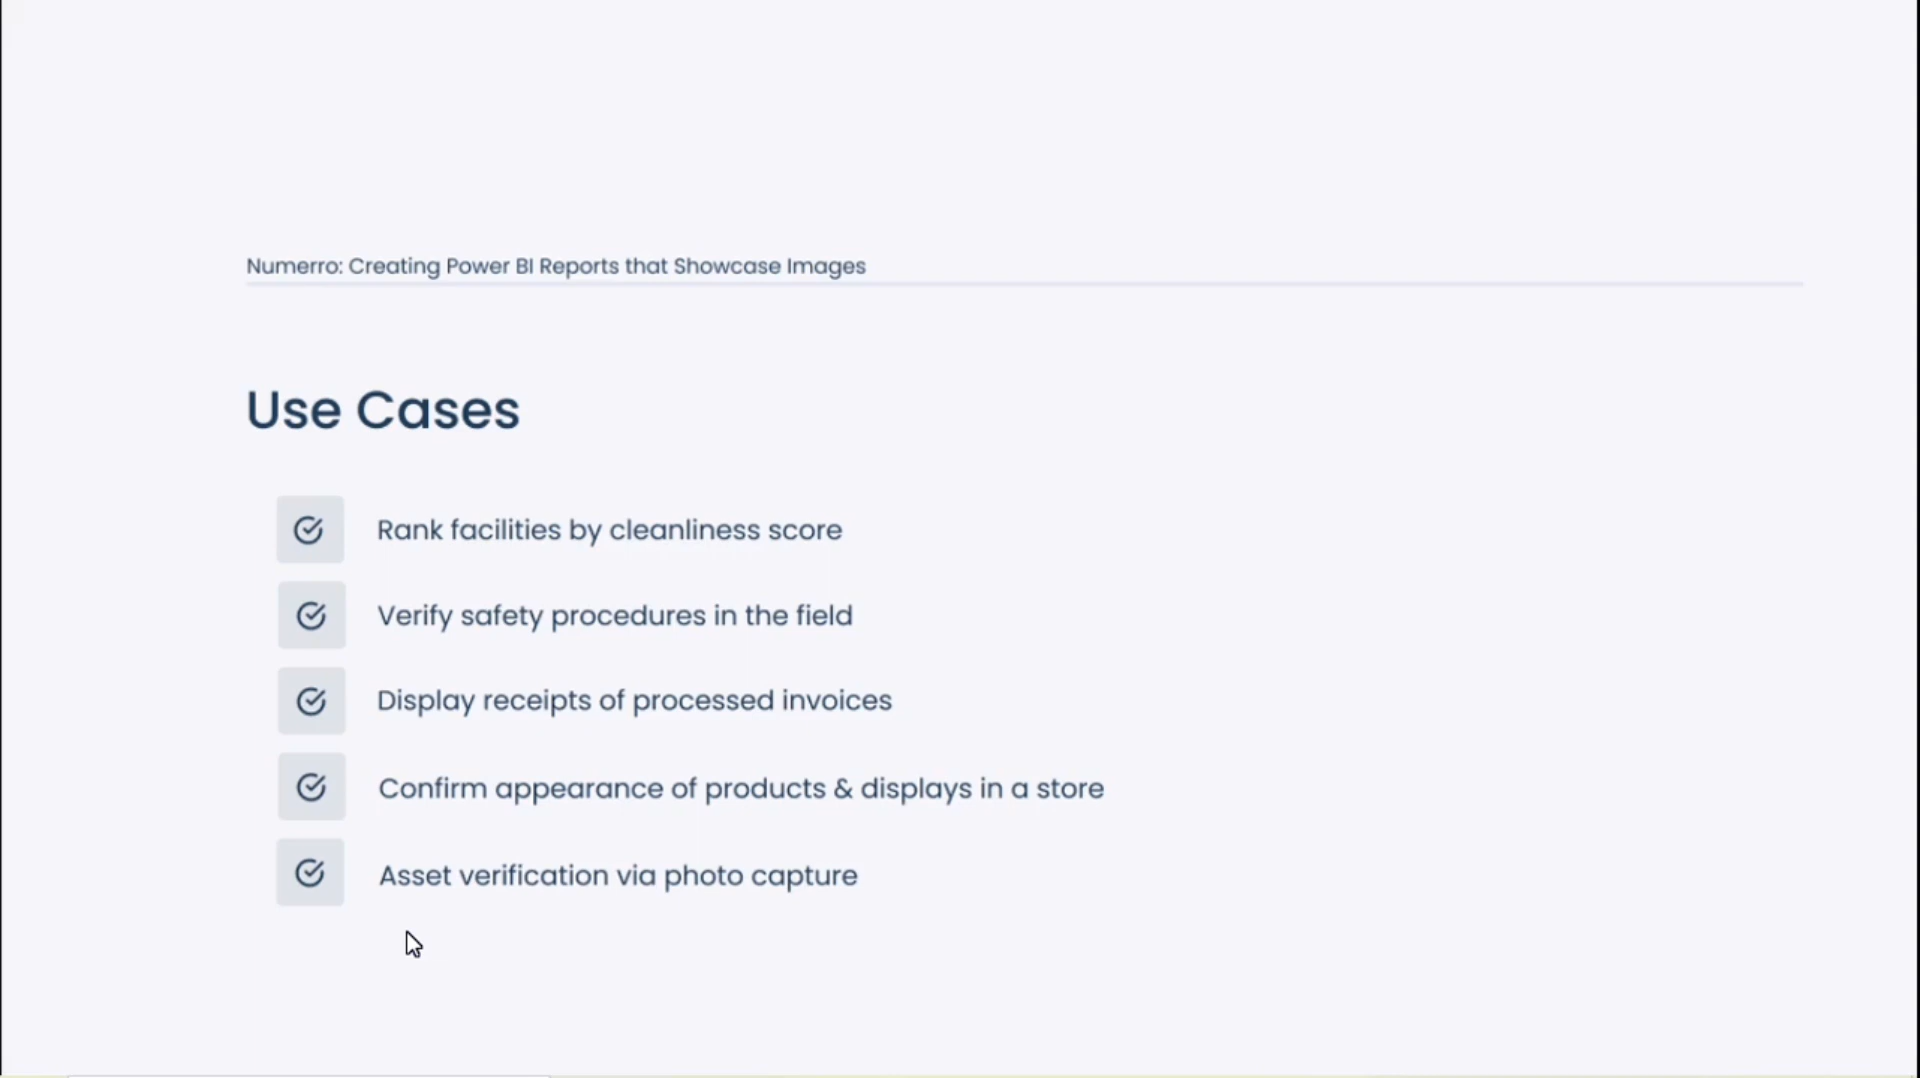 Numerro: Creating Power BI Reports that Showcase Images
Use Cases
Rank facilities by cleanliness score
Verify safety procedures in the field
Display receipts of processed invoices
Confirm appearance of products & displays in a store
Asset verification via photo capture